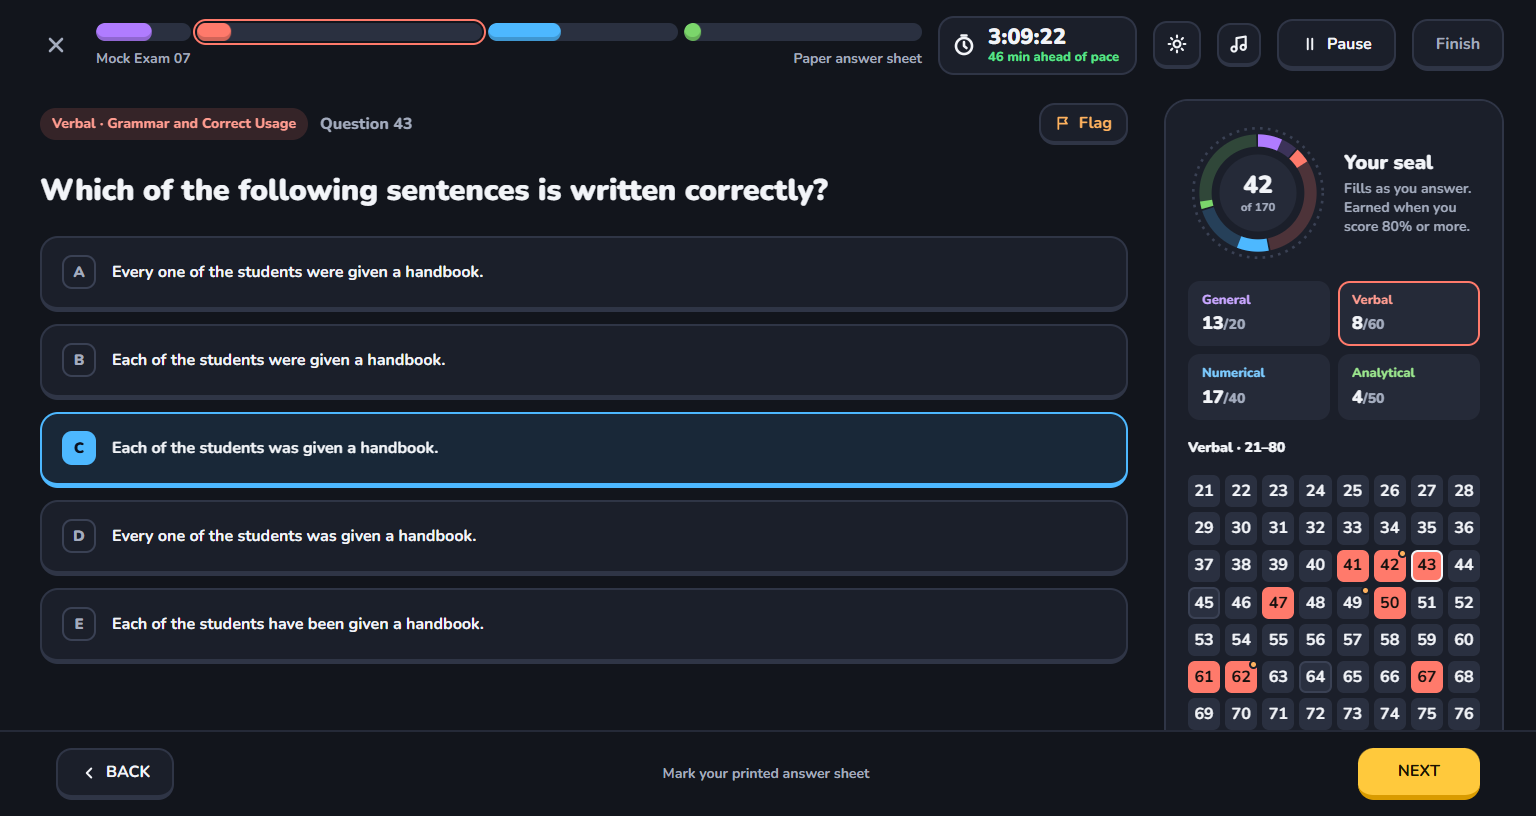 Mock Exam 07
Paper answer sheet
3:09:22
46 min ahead of pace
Pause
Finish
Verbal · Grammar and Correct Usage
Question 43
Flag
Which of the following sentences is written correctly?
A Every one of the students were given a handbook.
B Each of the students were given a handbook.
C Each of the students was given a handbook.
D Every one of the students was given a handbook.
E Each of the students have been given a handbook.
42
of 170
Your seal
Fills as you answer.
Earned when you
score 80% or more.
General
13/20
Verbal
8/60
Numerical
17/40
Analytical
4/50
Verbal · 21–80
21 22 23 24 25 26 27 28
29 30 31 32 33 34 35 36
37 38 39 40 41 42 43 44
45 46 47 48 49 50 51 52
53 54 55 56 57 58 59 60
61 62 63 64 65 66 67 68
69 70 71 72 73 74 75 76
BACK
Mark your printed answer sheet
NEXT